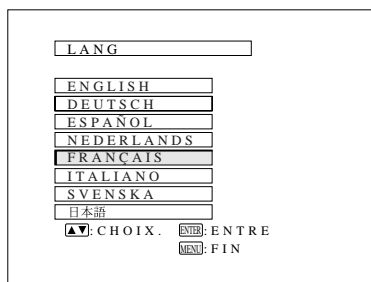 LANG
ENGLISH
DEUTSCH
ESPAÑOL
NEDERLANDS
FRANÇAIS
ITALIANO
SVENSKA
日本語
▲▼:CHOIX. ENTER:ENTRE
MENU:FIN